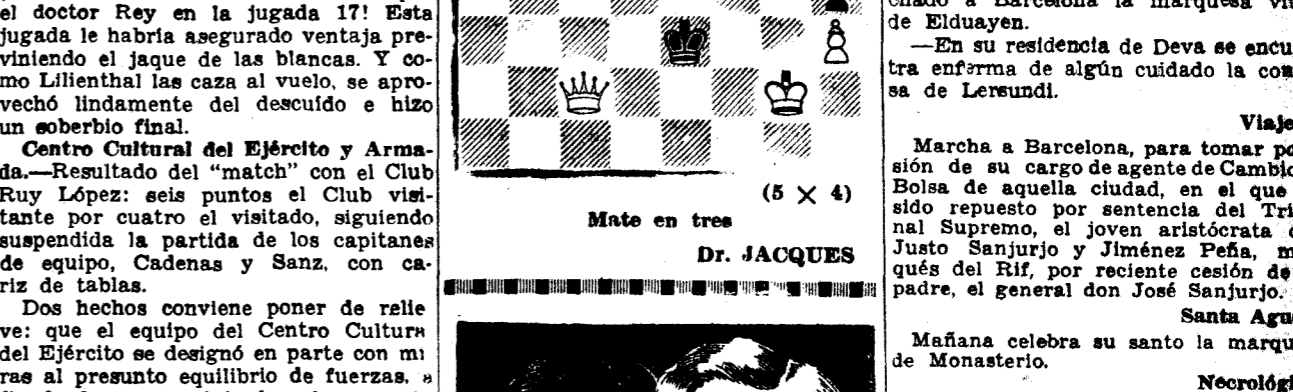 el doctor Rey en la jugada 17! Esta
jugada le habría asegurado ventaja pre-
viniendo el jaque de las blancas. Y co-
mo Lilienthal las caza al vuelo, se apro-
vechó lindamente del descuido e hizo
un soberbio final.
Centro Cultural del Ejército y Arma-
da.—Resultado del "match" con el Club
Ruy López: seis puntos el Club visi-
tante por cuatro el visitado, siguiendo
suspendida la partida de los capitanes
de equipo, Cadenas y Sanz, con ca-
riz de tablas.
Dos hechos conviene poner de relie
ve: que el equipo del Centro Cultura
del Ejército se designó en parte con mi
ras al presunto equilibrio de fuerzas,
(5 × 4)
Mate en tres
Dr. JACQUES
a Barcelona la marquesa
de Elduayen.
—En su residencia de Deva se encu
tra enferma de algún cuidado la
sa de Lersundi.
Viaje
Marcha a Barcelona, para tomar
sión de su cargo de agente de
Bolsa de aquella ciudad, en el que
sido repuesto por sentencia del Tri
nal Supremo, el joven aristócrata
Justo Sanjurjo y Jiménez Peña, m
qués del Rif, por reciente cesión de
padre, el general don José Sanjurjo.
Santa
Mañana celebra su santo la marqu
de Monasterio.
Necrológi